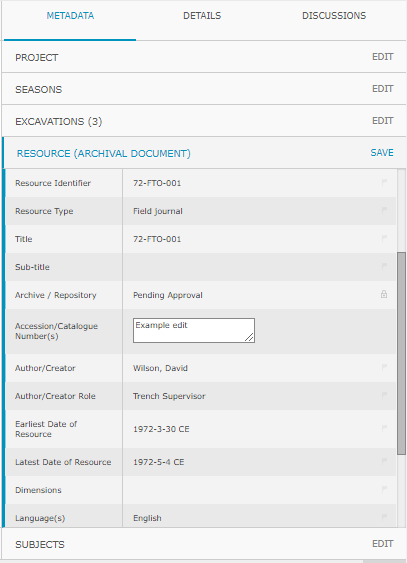 METADATA DETAILS DISCUSSIONS
PROJECT EDIT
SEASONS EDIT
EXCAVATIONS (3) EDIT
RESOURCE (ARCHIVAL DOCUMENT) SAVE
Resource Identifier 72-FTO-001
Resource Type Field journal
Title 72-FTO-001
Sub-title
Archive / Repository Pending Approval
Accession/Catalogue
Number(s) Example edit
Author/Creator Wilson, David
Author/Creator Role Trench Supervisor
Earliest Date of
Resource 1972-3-30 CE
Latest Date of Resource 1972-5-4 CE
Dimensions
Language(s) English
SUBJECTS EDIT